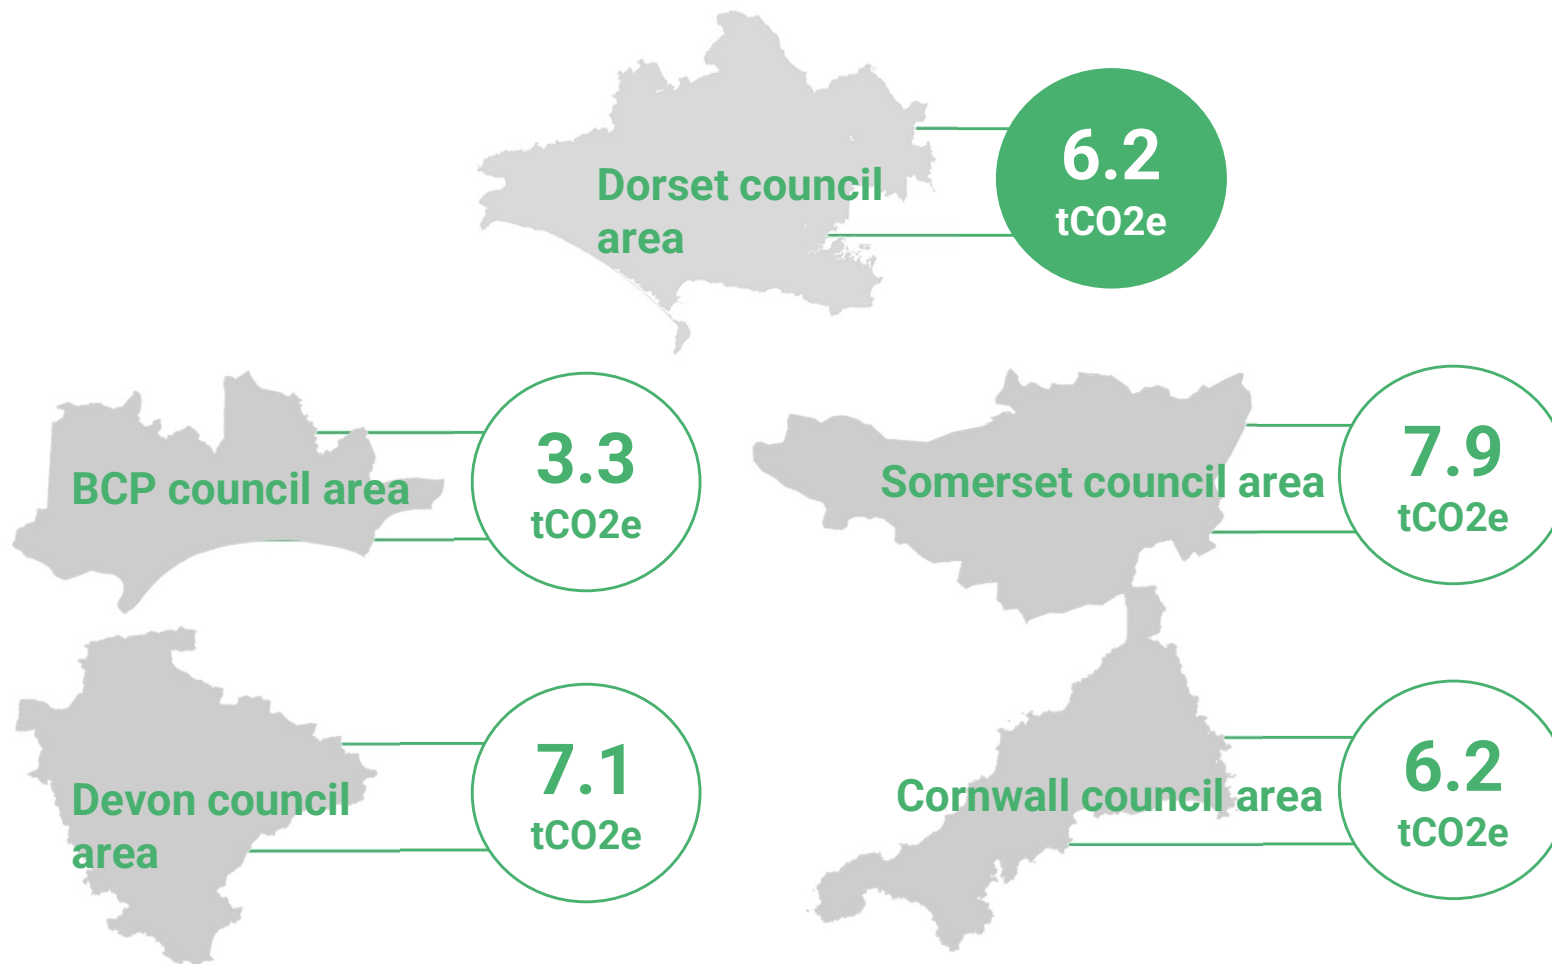 Dorset council
area
6.2
tCO2e
BCP council area
3.3
tCO2e
Somerset council area
7.9
tCO2e
Devon council
area
7.1
tCO2e
Cornwall council area
6.2
tCO2e